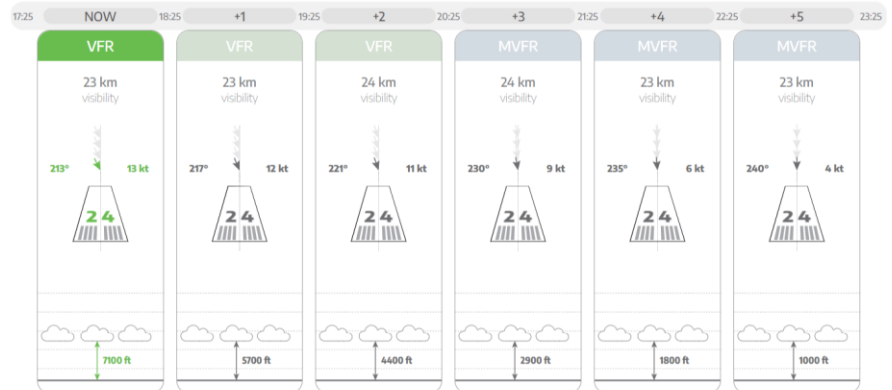 17:25 NOW 18:25 +1 19:25 +2 20:25 +3 21:25 +4 22:25 +5 23:25
VFR VFR VFR MVFR MVFR MVFR
23 km 23 km 24 km 24 km 23 km 23 km
visibility visibility visibility visibility visibility visibility
213° 13 kt 217° 12 kt 221° 11 kt 230° 9 kt 235° 6 kt 240° 4 kt
24 24 24 24 24 24
7100 ft 5700 ft 4400 ft 2900 ft 1800 ft 1000 ft